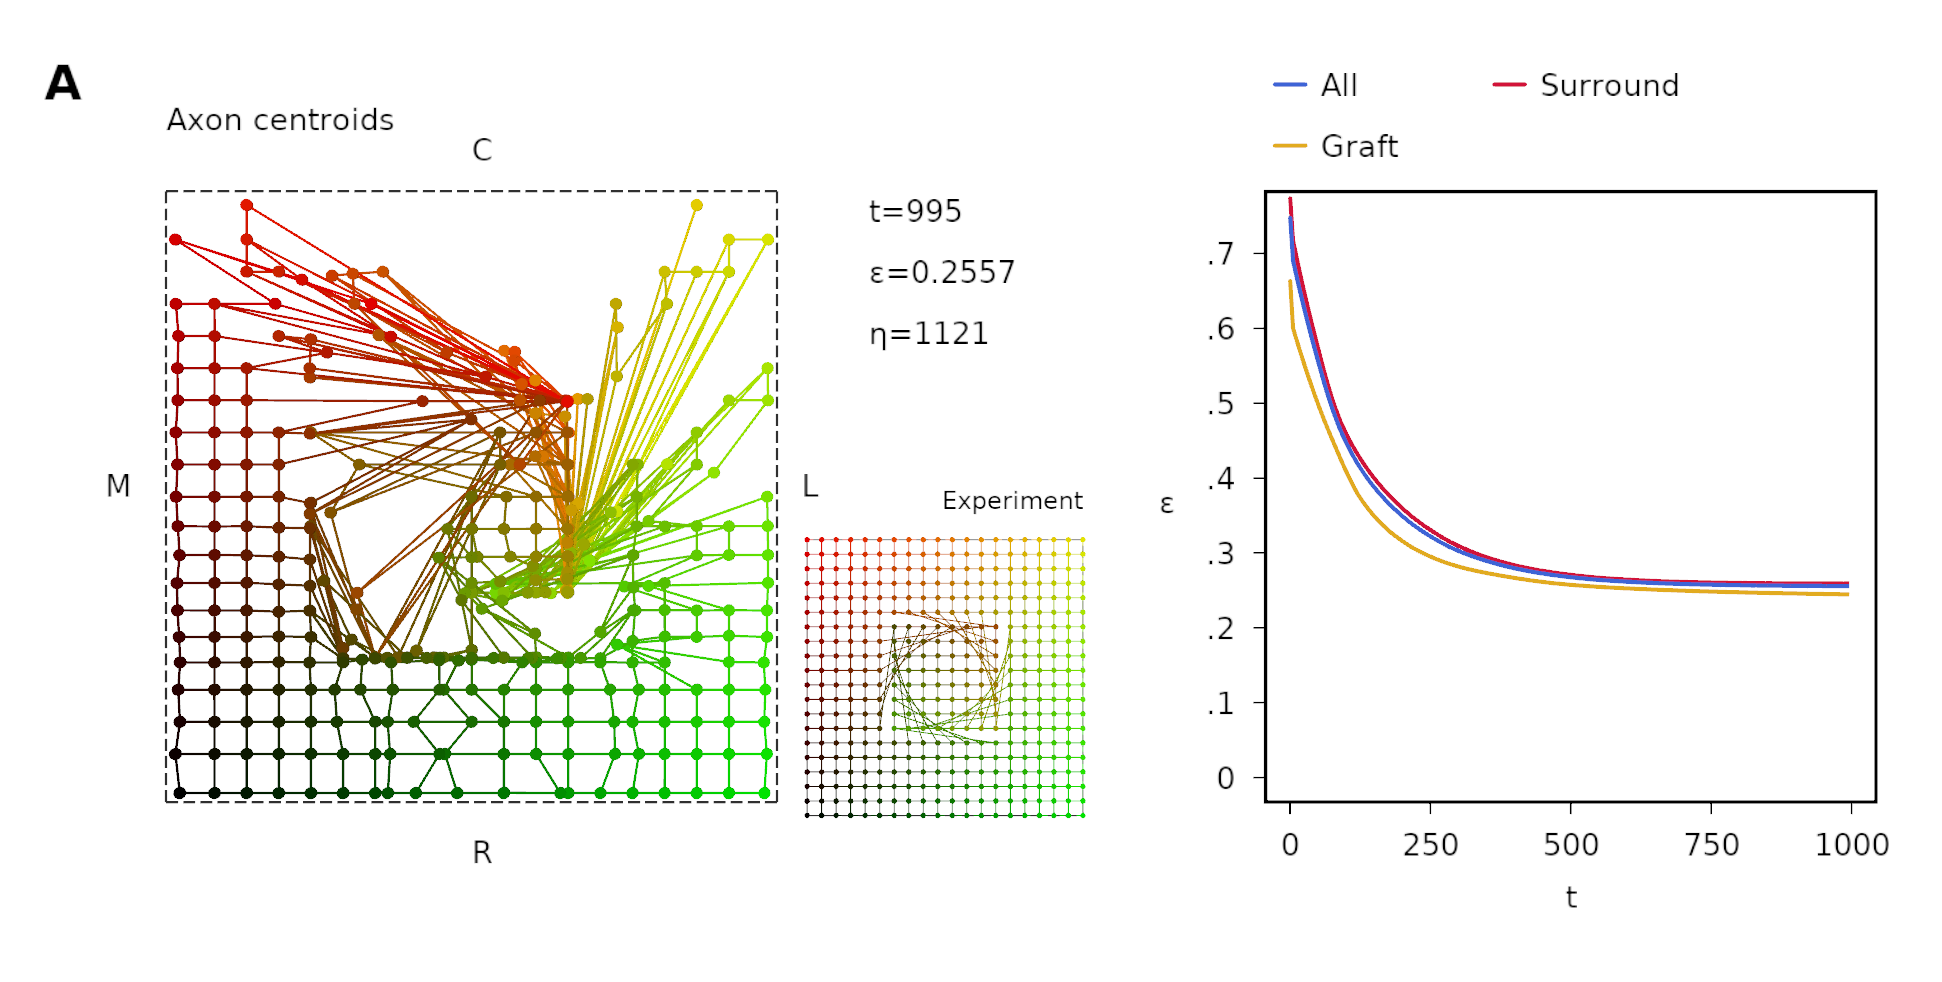 A
Axon centroids
C
M
L
R
t=995
ε=0.2557
η=1121
Experiment
All
Surround
Graft
ε
.7
.6
.5
.4
.3
.2
.1
0
0 250 500 750 1000
t